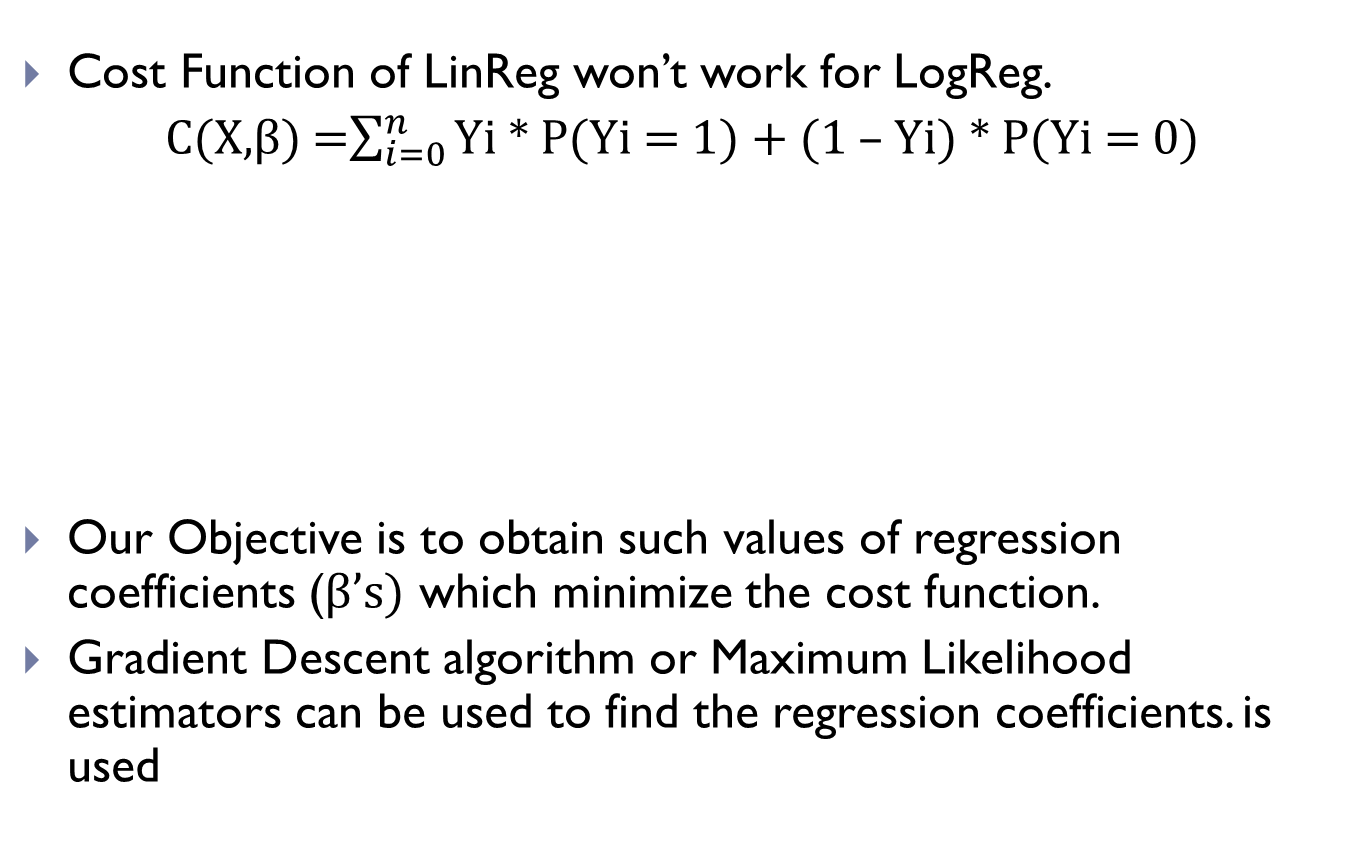 Cost Function of LinReg won’t work for LogReg.
C(X,β) =∑ⁿᵢ₌₀ Yi * P(Yi = 1) + (1 – Yi) * P(Yi = 0)
Our Objective is to obtain such values of regression
coefficients (β’s) which minimize the cost function.
Gradient Descent algorithm or Maximum Likelihood
estimators can be used to find the regression coefficients. is
used